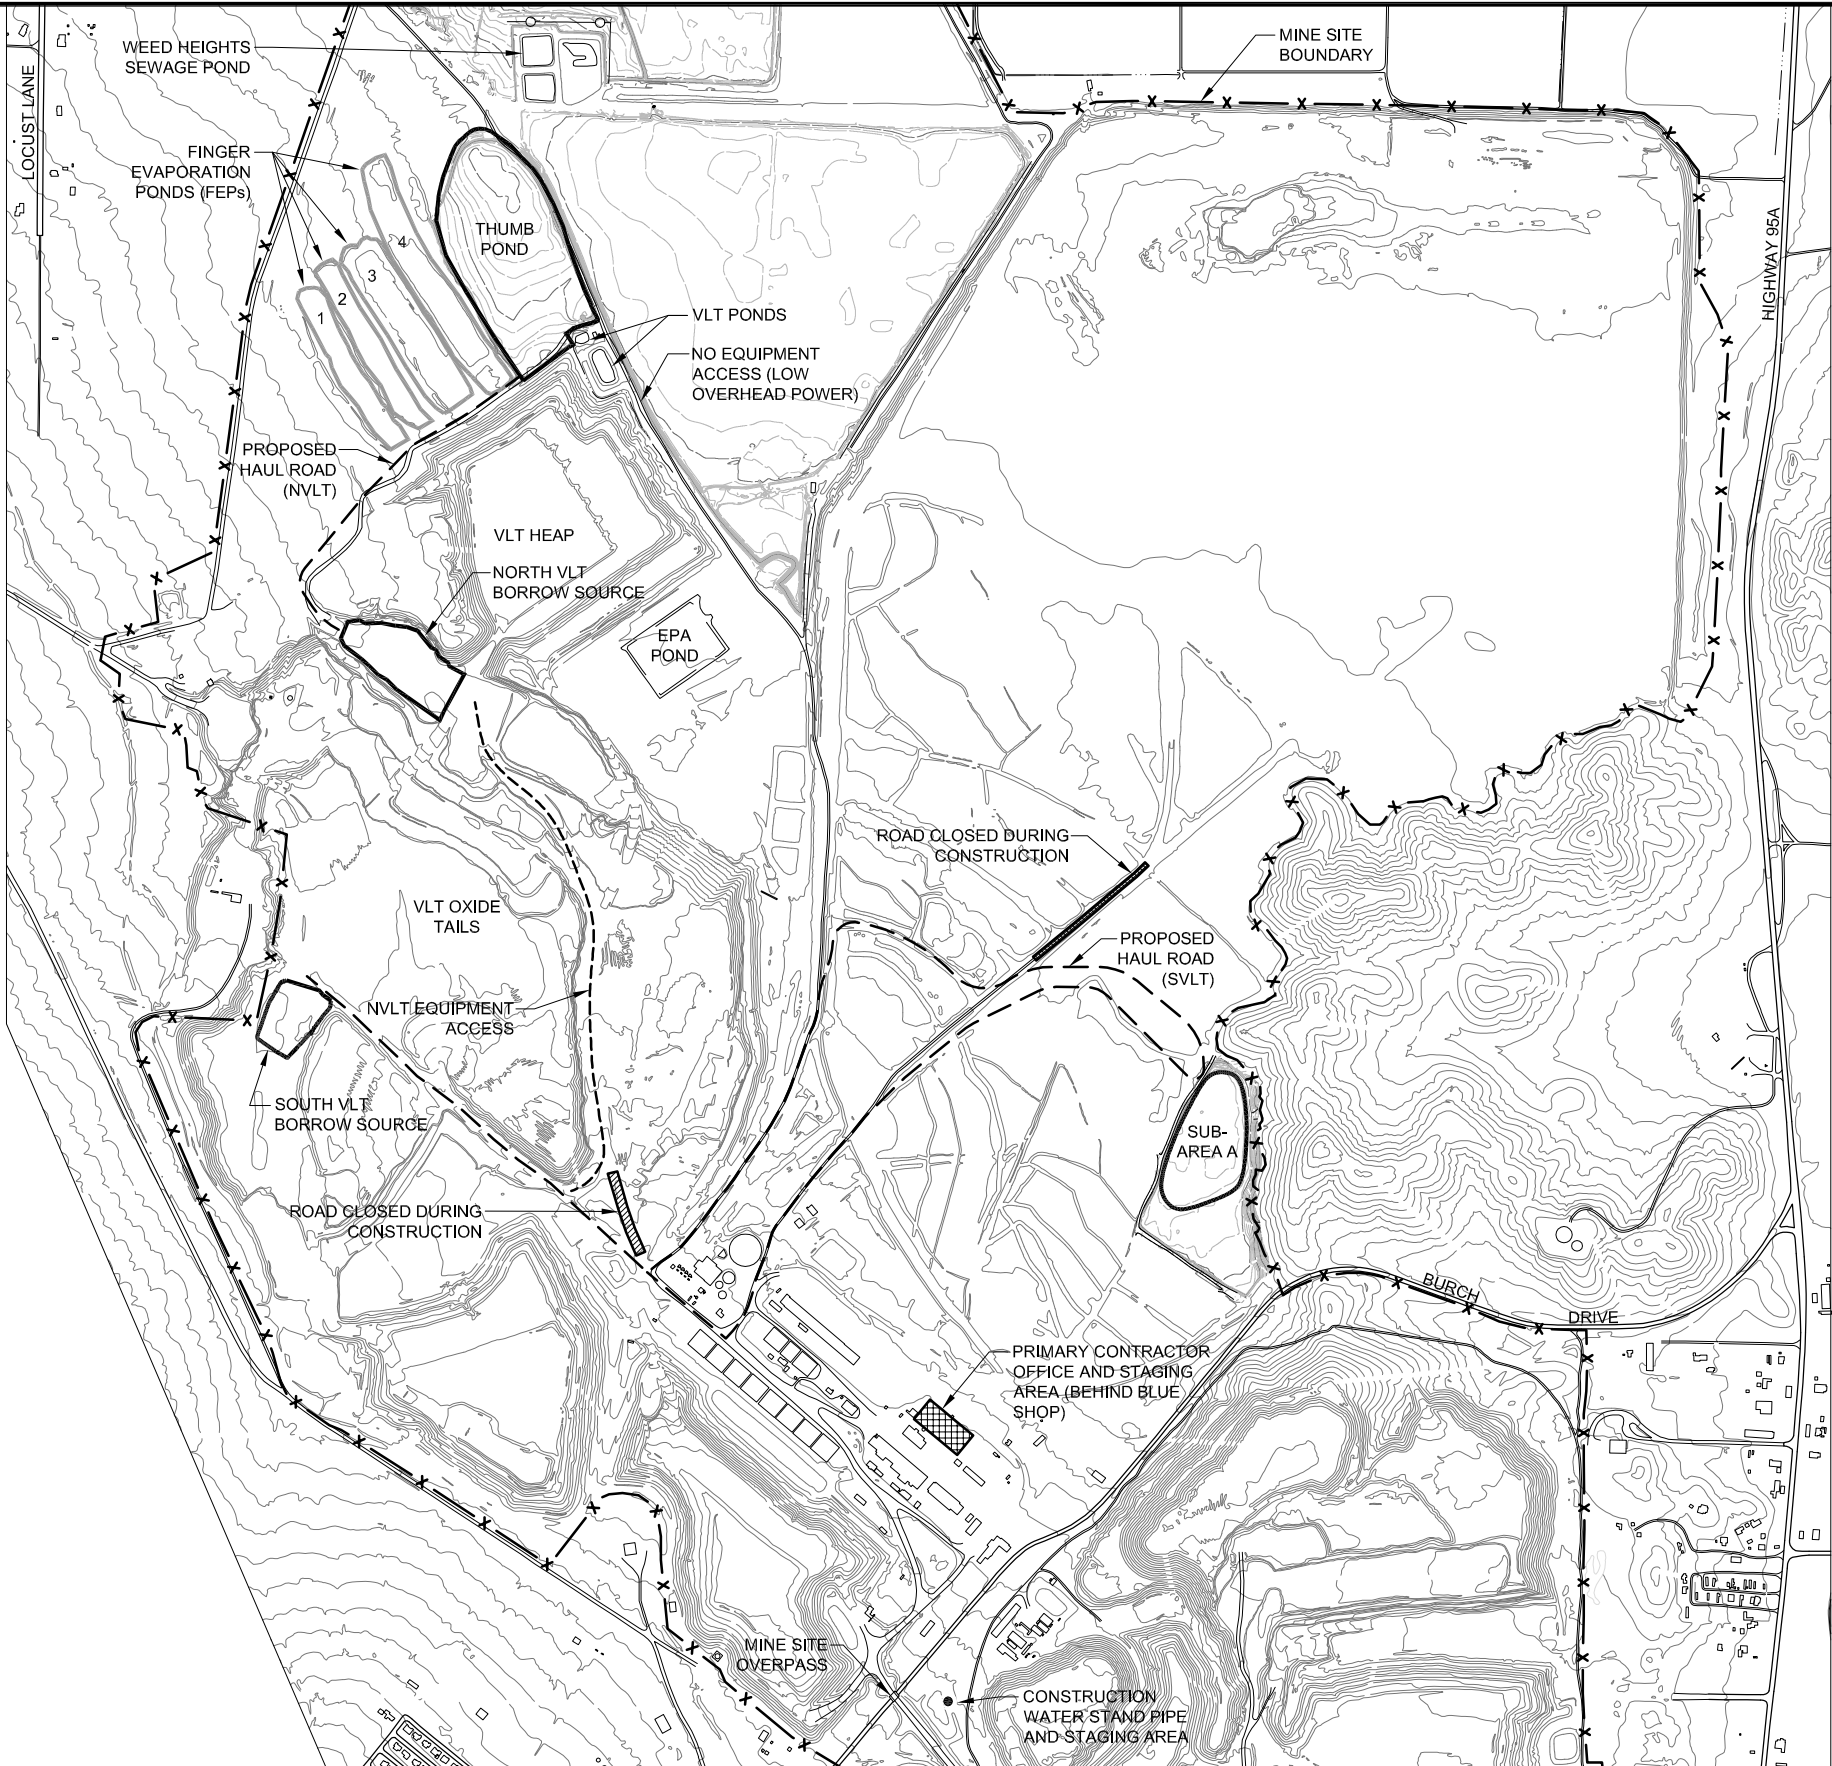 WEED HEIGHTS
SEWAGE POND
MINE SITE
BOUNDARY
LOCUST LANE
FINGER
EVAPORATION
PONDS (FEPs)
THUMB
POND
4
3
2
1
HIGHWAY 95A
VLT PONDS
NO EQUIPMENT
ACCESS (LOW
OVERHEAD POWER)
PROPOSED
HAUL ROAD
(NVLT)
VLT HEAP
NORTH VLT
BORROW SOURCE
EPA
POND
ROAD CLOSED DURING
CONSTRUCTION
VLT OXIDE
TAILS
PROPOSED
HAUL ROAD
(SVLT)
NVLT EQUIPMENT
ACCESS
SOUTH VLT
BORROW SOURCE
SUB-
AREA A
ROAD CLOSED DURING
CONSTRUCTION
BURCH
DRIVE
PRIMARY CONTRACTOR
OFFICE AND STAGING
AREA (BEHIND BLUE
SHOP)
MINE SITE
OVERPASS
CONSTRUCTION
WATER STAND PIPE
AND STAGING AREA